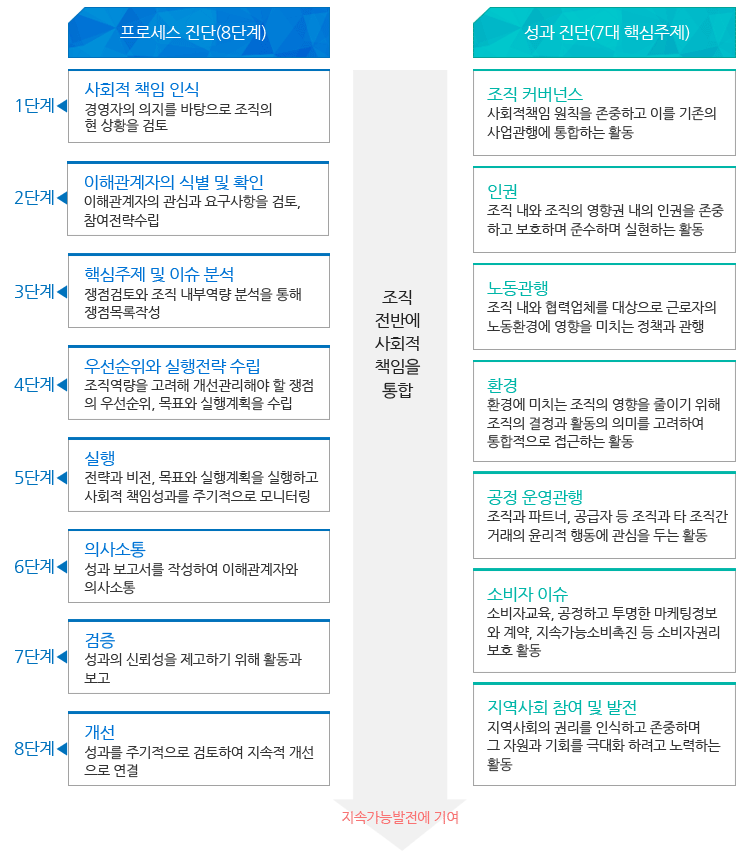 프로세스 진단(8단계)
1단계◀
사회적 책임 인식
경영자의 의지를 바탕으로 조직의
현 상황을 검토
2단계◀
이해관계자의 식별 및 확인
이해관계자의 관심과 요구사항을 검토,
참여전략수립
3단계◀
핵심주제 및 이슈 분석
쟁점검토와 조직 내부역량 분석을 통해
쟁점목록작성
4단계◀
우선순위와 실행전략 수립
조직역량을 고려해 개선관리해야 할 쟁점
의 우선순위, 목표와 실행계획을 수립
5단계◀
실행
전략과 비전, 목표와 실행계획을 실행하고
사회적 책임성과를 주기적으로 모니터링
6단계◀
의사소통
성과 보고서를 작성하여 이해관계자와
의사소통
7단계◀
검증
성과의 신뢰성을 제고하기 위해 활동과
보고
8단계◀
개선
성과를 주기적으로 검토하여 지속적 개선
으로 연결
조직
전반에
사회적
책임을
통합
지속가능발전에 기여
성과 진단(7대 핵심주제)
조직 커버넌스
사회적책임 원칙을 존중하고 이를 기존의
사업관행에 통합하는 활동
인권
조직 내와 조직의 영향권 내의 인권을 존중
하고 보호하며 준수하며 실현하는 활동
노동관행
조직 내와 협력업체를 대상으로 근로자의
노동환경에 영향을 미치는 정책과 관행
환경
환경에 미치는 조직의 영향을 줄이기 위해
조직의 결정과 활동의 의미를 고려하여
통합적으로 접근하는 활동
공정 운영관행
조직과 파트너, 공급자 등 조직과 타 조직간
거래의 윤리적 행동에 관심을 두는 활동
소비자 이슈
소비자교육, 공정하고 투명한 마케팅정보
와 계약, 지속가능소비촉진 등 소비자권리
보호 활동
지역사회 참여 및 발전
지역사회의 권리를 인식하고 존중하며
그 자원과 기회를 극대화 하려고 노력하는
활동